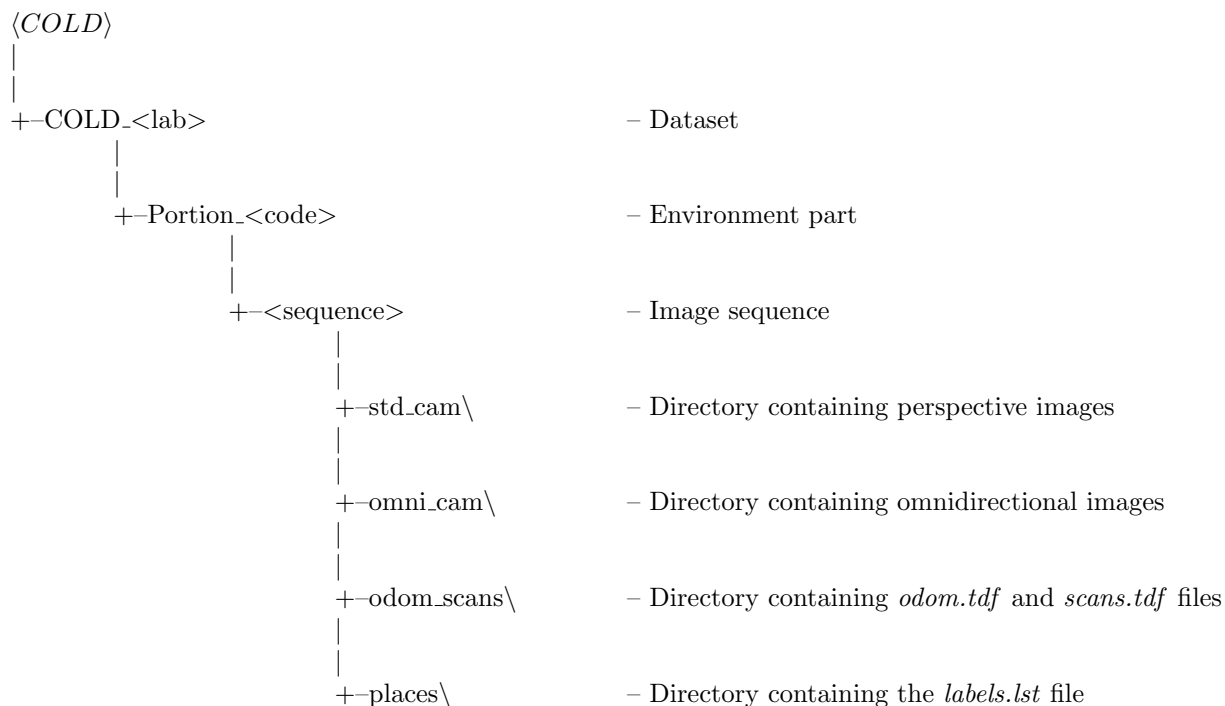 ⟨COLD⟩
|
|
+–COLD_<lab> – Dataset
|
|
+–Portion_<code> – Environment part
|
|
+–<sequence> – Image sequence
|
|
+–std_cam\ – Directory containing perspective images
|
|
+–omni_cam\ – Directory containing omnidirectional images
|
|
+–odom_scans\ – Directory containing odom.tdf and scans.tdf files
|
|
+–places\ – Directory containing the labels.lst file